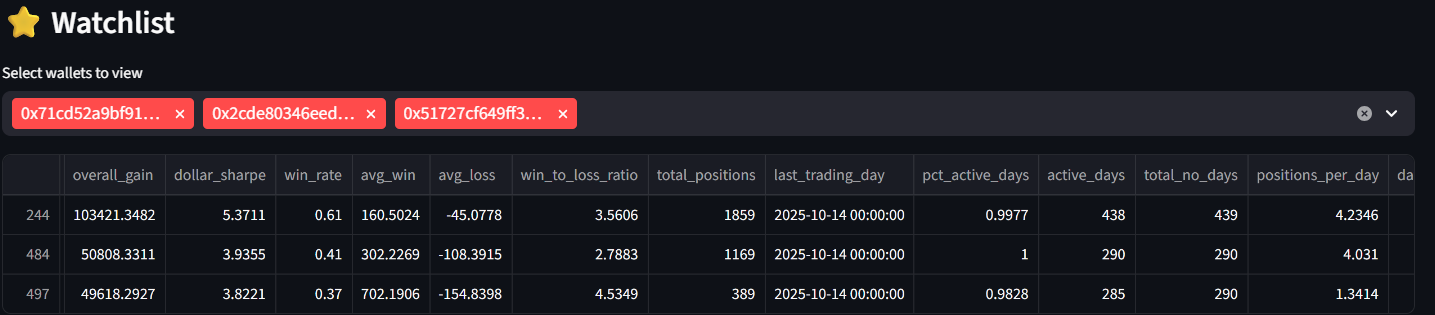 Watchlist
Select wallets to view
0x71cd52a9bf91... × 0x2cde80346eed... × 0x51727cf649ff3... ×
overall_gain dollar_sharpe win_rate avg_win avg_loss win_to_loss_ratio total_positions last_trading_day pct_active_days active_days total_no_days positions_per_day da
244 103421.3482 5.3711 0.61 160.5024 -45.0778 3.5606 1859 2025-10-14 00:00:00 0.9977 438 439 4.2346
484 50808.3311 3.9355 0.41 302.2269 -108.3915 2.7883 1169 2025-10-14 00:00:00 1 290 290 4.031
497 49618.2927 3.8221 0.37 702.1906 -154.8398 4.5349 389 2025-10-14 00:00:00 0.9828 285 290 1.3414